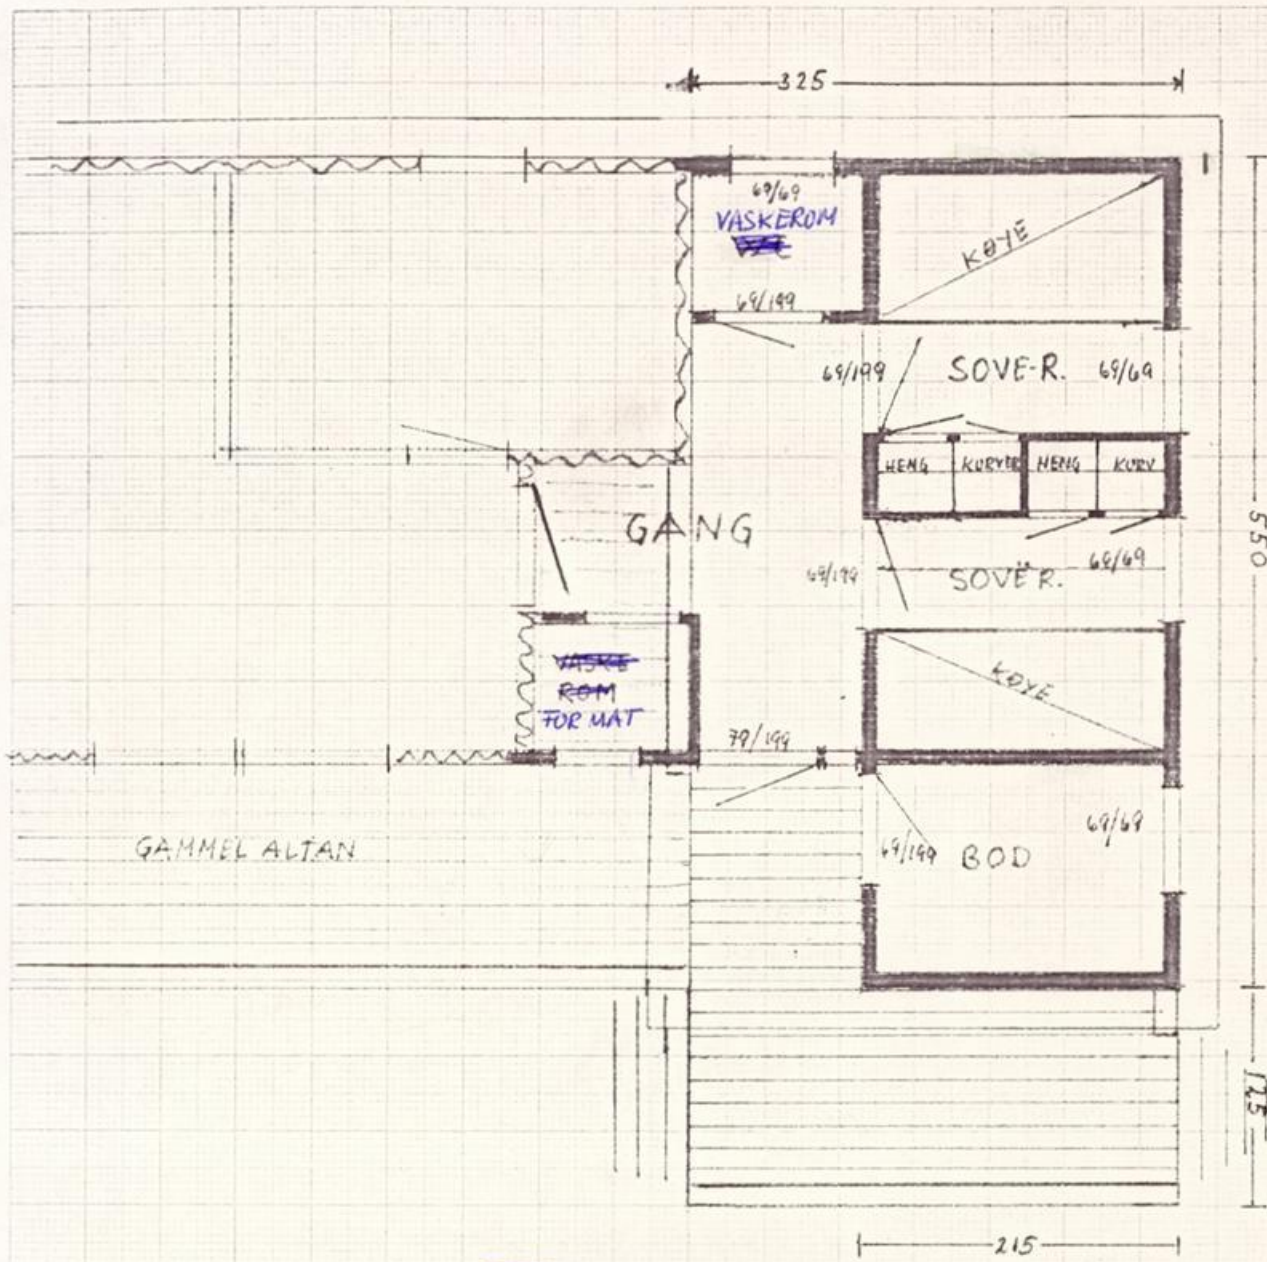 325
69/69
VASKEROM
KØYE
69/199
69/199
SOVE-R.
69/69
HENG
KURVER
HENG
KURV
GANG
550
69/199
SOVE R.
69/69
VASKE
ROM
FOR MAT
KØYE
79/199
GAMMEL ALTAN
69/199
BOD
69/69
125
215